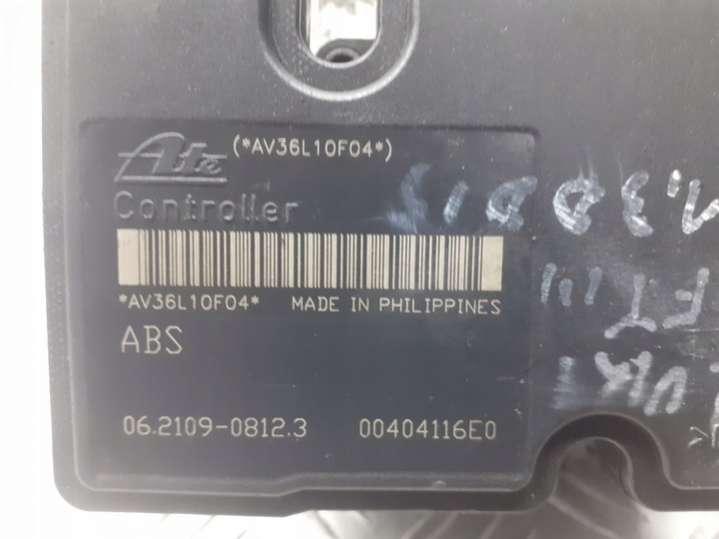 Ate (*AV36L10F04*)
Controller
*AV36L10F04* MADE IN PHILIPPINES
ABS
06.2109-0812.3 00404116E0